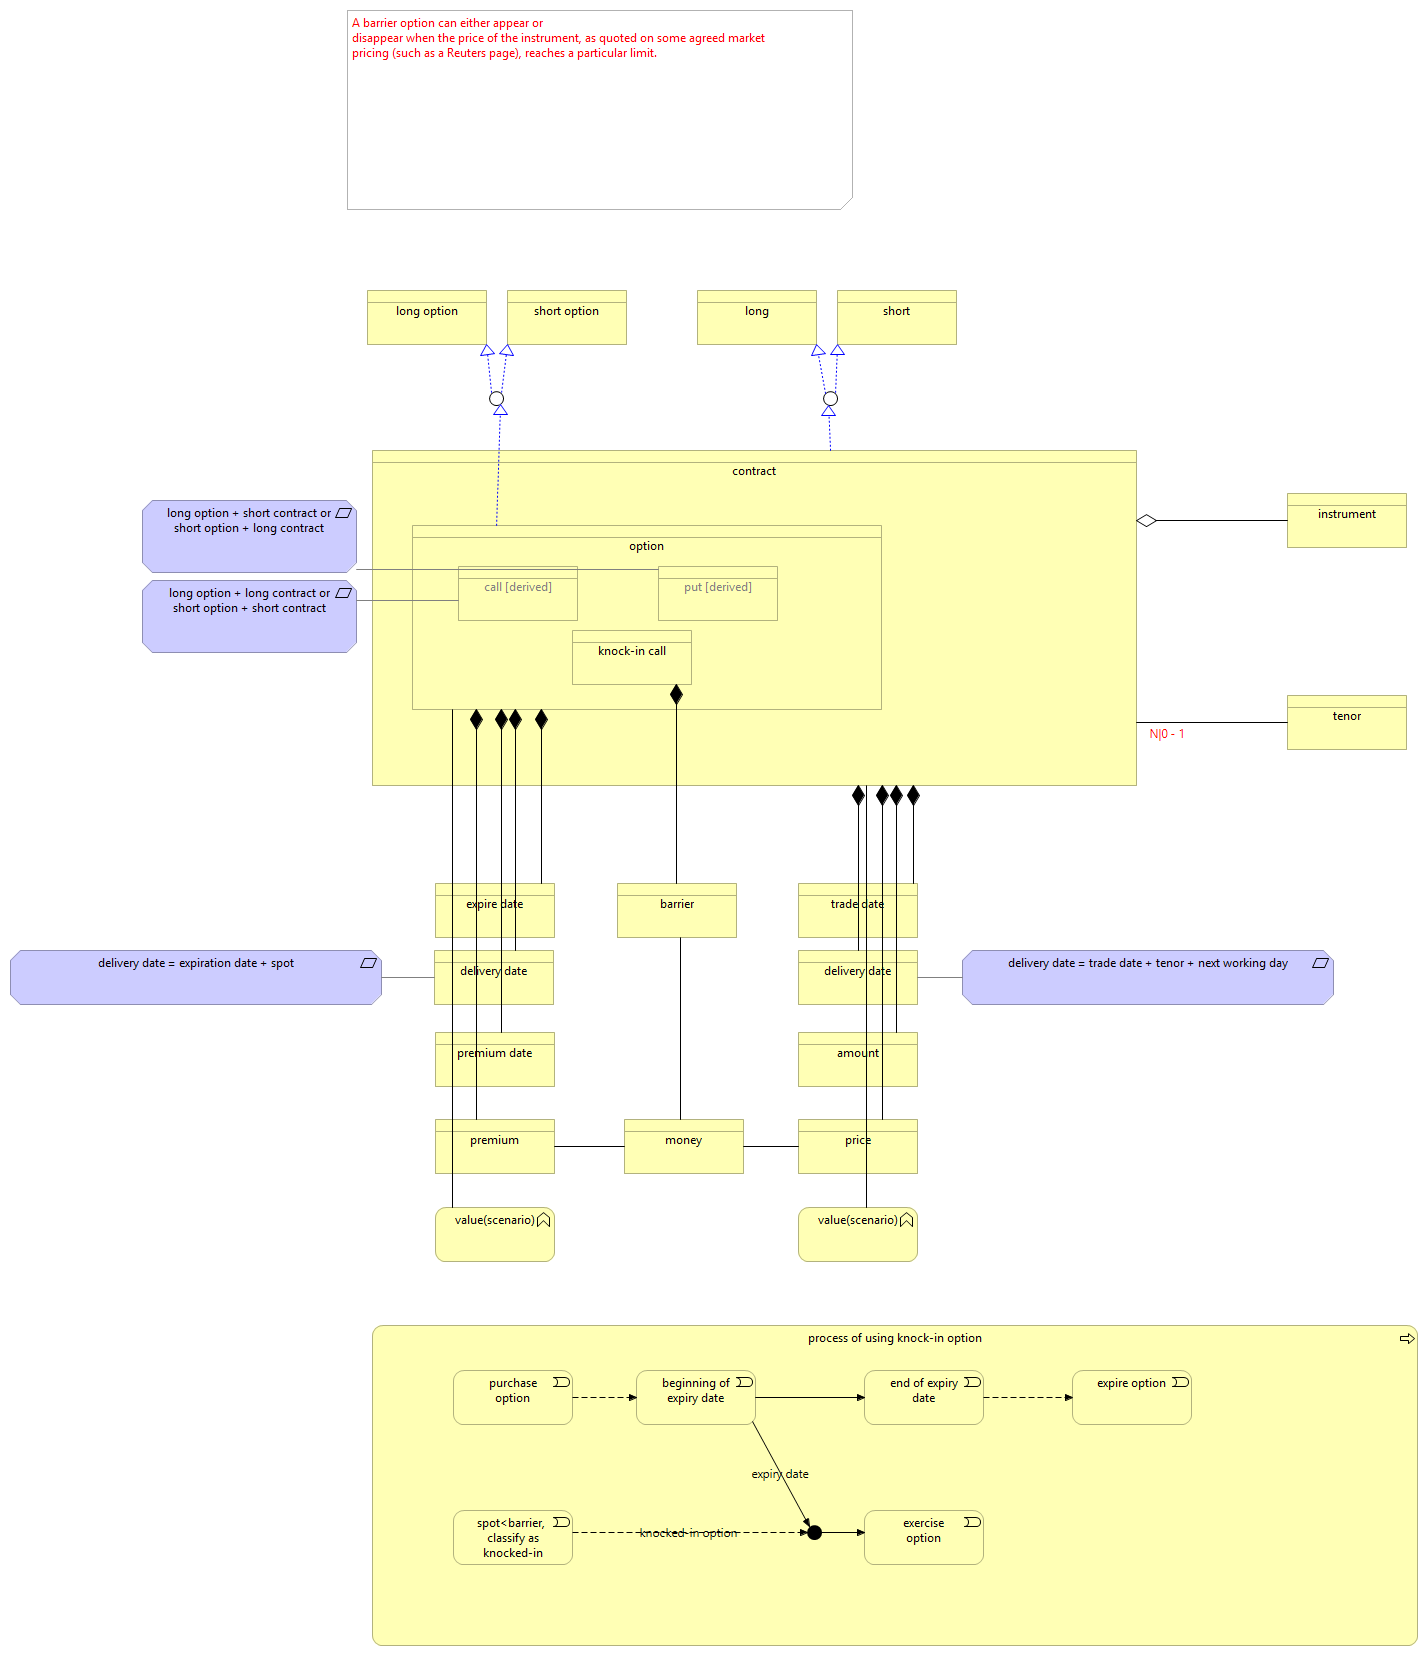 A barrier option can either appear or
disappear when the price of the instrument, as quoted on some agreed market
pricing (such as a Reuters page), reaches a particular limit.
long option
short option
long
short
contract
long option + short contract or
short option + long contract
instrument
option
call [derived]
put [derived]
long option + long contract or
short option + short contract
knock-in call
tenor
N|0 - 1
expire date
barrier
trade date
delivery date = expiration date + spot
delivery date
delivery date
delivery date = trade date + tenor + next working day
premium date
amount
premium
money
price
value(scenario)
value(scenario)
process of using knock-in option
purchase
option
beginning of
expiry date
end of expiry
date
expire option
expiry date
spot<barrier,
classify as
knocked-in
knocked-in option
exercise
option